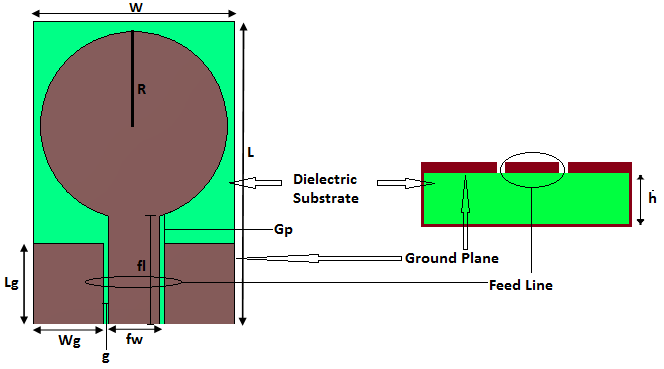 W
R
L
Dielectric
Substrate
ḣ
Gp
fl
Ground Plane
Lg
Feed Line
Wg
fw
g